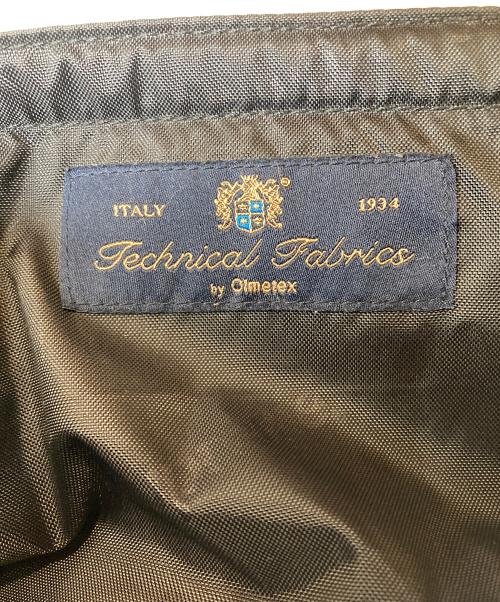 ITALY 1934
®
Technical Fabrics
by Olmetex